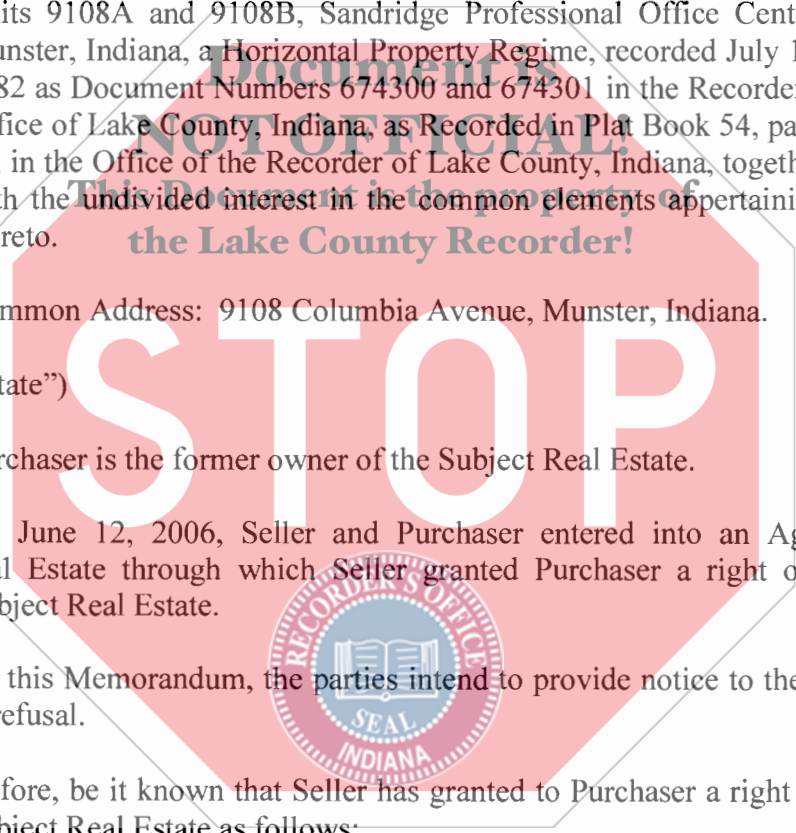 its 9108A and 9108B, Sandridge Professional Office Cent
unster, Indiana, a Horizontal Property Regime, recorded July 1
82 as Document Numbers 674300 and 674301 in the Recorder
fice of Lake County, Indiana, as Recorded in Plat Book 54, pa
in the Office of the Recorder of Lake County, Indiana, togeth
th the undivided interest in the common elements appertaini
reto.
Document is
NOT OFFICIAL!
This Document is the property of
the Lake County Recorder!
mmon Address: 9108 Columbia Avenue, Munster, Indiana.
tate”)
STOP
rchaser is the former owner of the Subject Real Estate.
June 12, 2006, Seller and Purchaser entered into an Ag
l Estate through which Seller granted Purchaser a right o
bject Real Estate.
RECORDER'S OFFICE
SEAL
INDIANA
this Memorandum, the parties intend to provide notice to the
refusal.
fore, be it known that Seller has granted to Purchaser a right
bject Real Estate as follows: